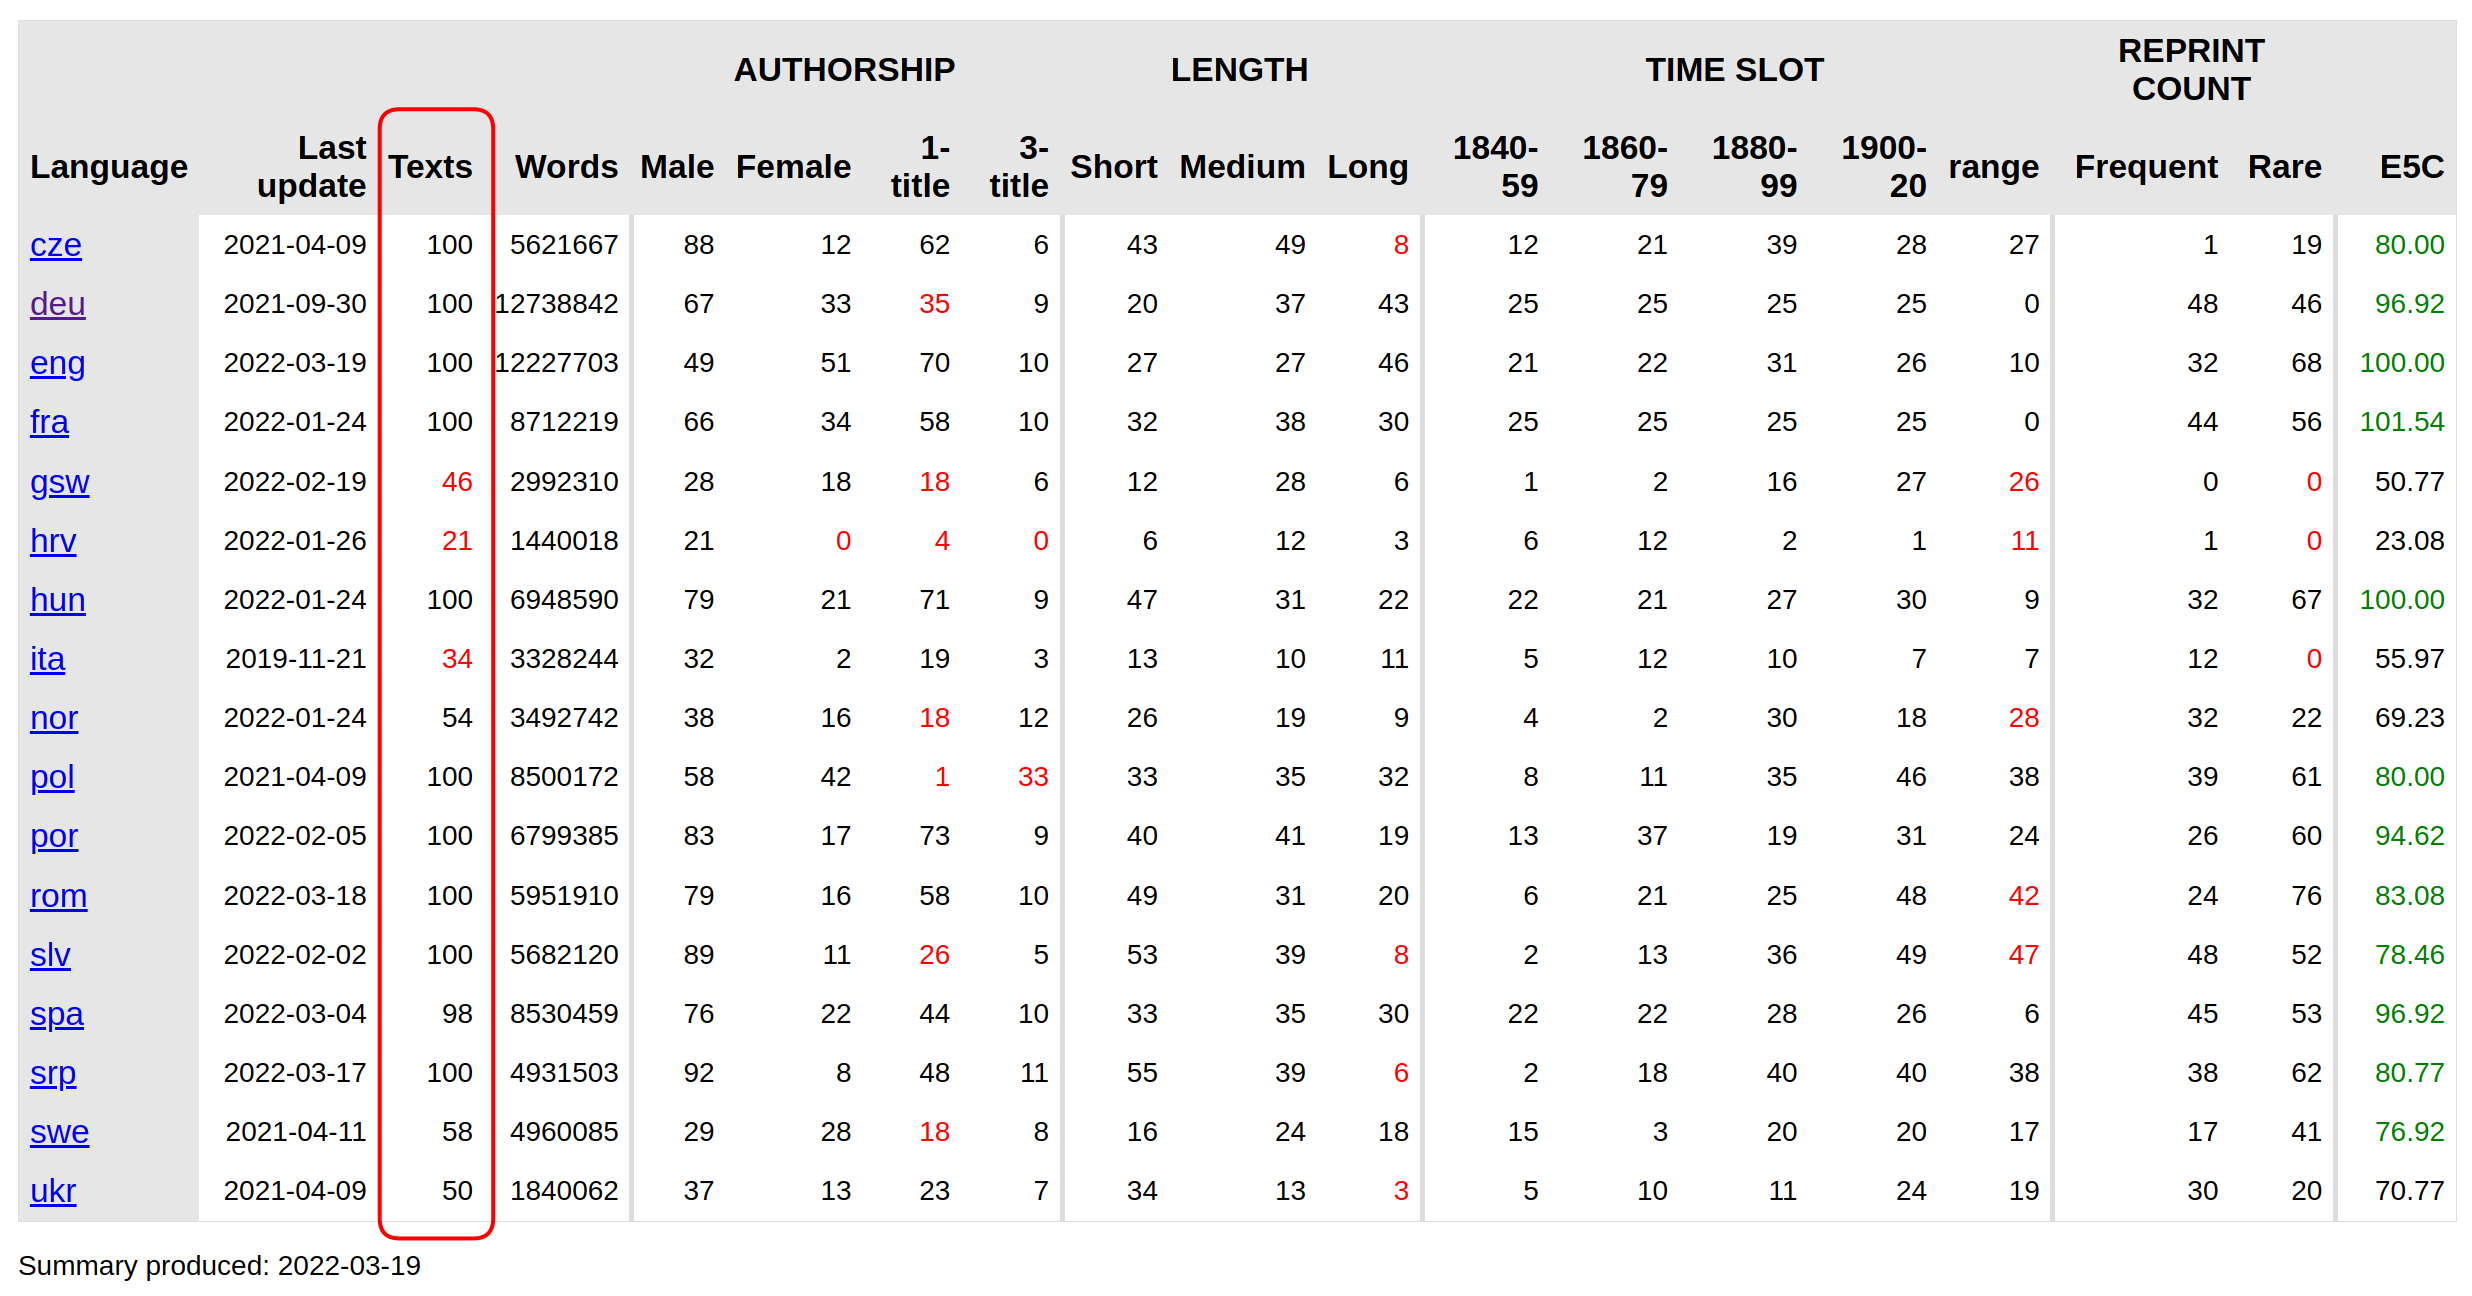 AUTHORSHIP LENGTH TIME SLOT REPRINT COUNT
Language Last update Texts Words Male Female 1-title 3-title Short Medium Long 1840-59 1860-79 1880-99 1900-20 range Frequent Rare E5C
cze 2021-04-09 100 5621667 88 12 62 6 43 49 8 12 21 39 28 27 1 19 80.00
deu 2021-09-30 100 12738842 67 33 35 9 20 37 43 25 25 25 25 0 48 46 96.92
eng 2022-03-19 100 12227703 49 51 70 10 27 27 46 21 22 31 26 10 32 68 100.00
fra 2022-01-24 100 8712219 66 34 58 10 32 38 30 25 25 25 25 0 44 56 101.54
gsw 2022-02-19 46 2992310 28 18 18 6 12 28 6 1 2 16 27 26 0 0 50.77
hrv 2022-01-26 21 1440018 21 0 4 0 6 12 3 6 12 2 1 11 1 0 23.08
hun 2022-01-24 100 6948590 79 21 71 9 47 31 22 22 21 27 30 9 32 67 100.00
ita 2019-11-21 34 3328244 32 2 19 3 13 10 11 5 12 10 7 7 12 0 55.97
nor 2022-01-24 54 3492742 38 16 18 12 26 19 9 4 2 30 18 28 32 22 69.23
pol 2021-04-09 100 8500172 58 42 1 33 33 35 32 8 11 35 46 38 39 61 80.00
por 2022-02-05 100 6799385 83 17 73 9 40 41 19 13 37 19 31 24 26 60 94.62
rom 2022-03-18 100 5951910 79 16 58 10 49 31 20 6 21 25 48 42 24 76 83.08
slv 2022-02-02 100 5682120 89 11 26 5 53 39 8 2 13 36 49 47 48 52 78.46
spa 2022-03-04 98 8530459 76 22 44 10 33 35 30 22 22 28 26 6 45 53 96.92
srp 2022-03-17 100 4931503 92 8 48 11 55 39 6 2 18 40 40 38 38 62 80.77
swe 2021-04-11 58 4960085 29 28 18 8 16 24 18 15 3 20 20 17 17 41 76.92
ukr 2021-04-09 50 1840062 37 13 23 7 34 13 3 5 10 11 24 19 30 20 70.77
Summary produced: 2022-03-19